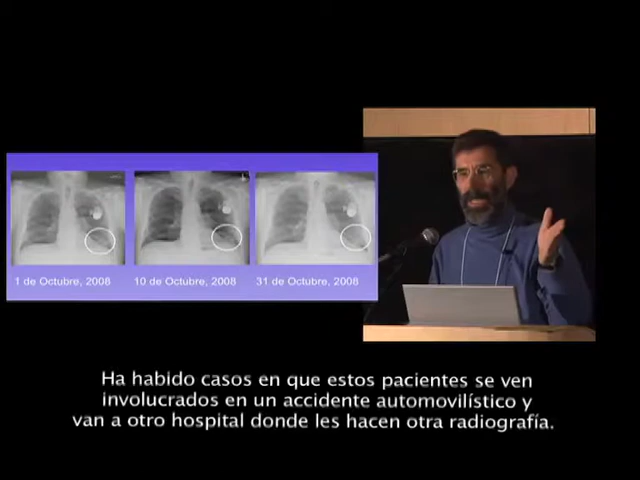 1 de Octubre, 2008
10 de Octubre, 2008
31 de Octubre, 2008
Ha habido casos en que estos pacientes se ven
involucrados en un accidente automovilístico y
van a otro hospital donde les hacen otra radiografía.